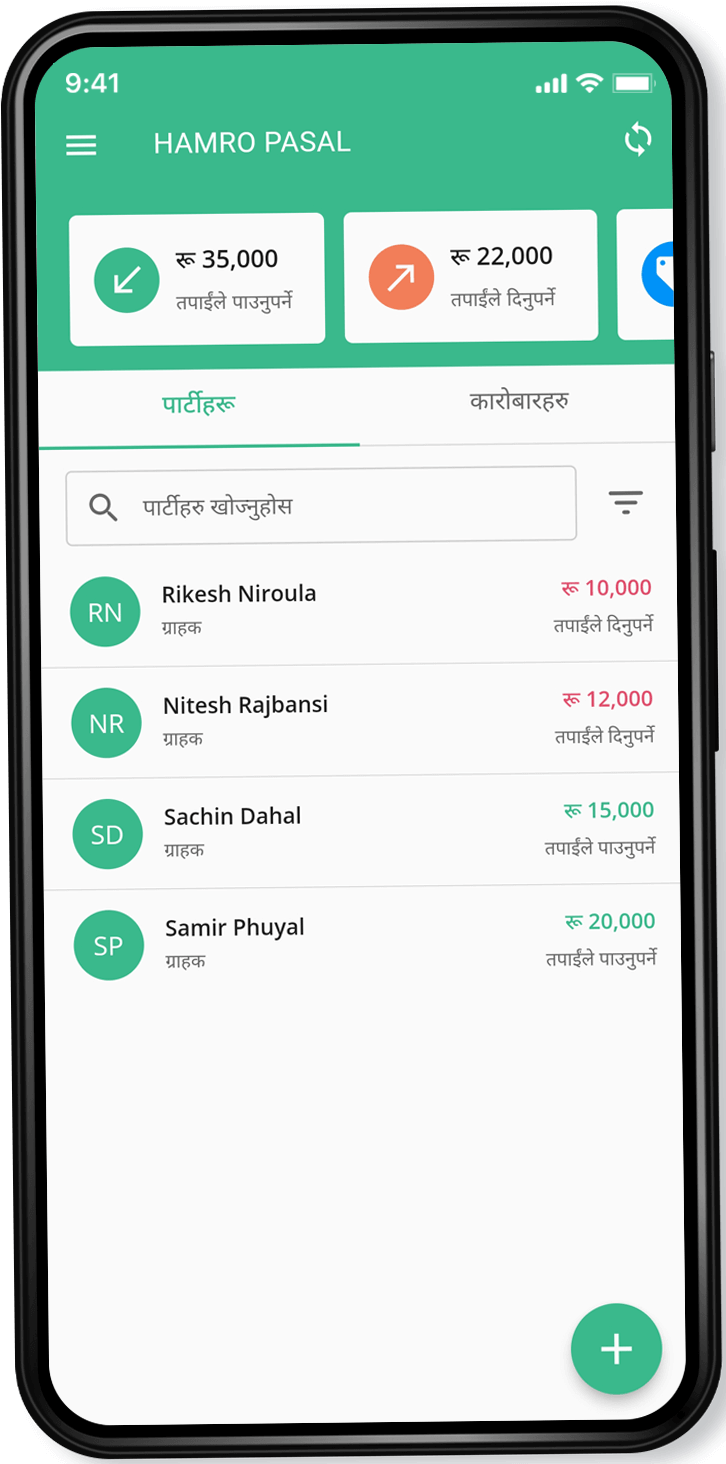 9:41
HAMRO PASAL
रू 35,000
तपाईंले पाउनुपर्ने
रू 22,000
तपाईंले दिनुपर्ने
पार्टीहरू
कारोबारहरु
पार्टीहरु खोज्नुहोस
RN
Rikesh Niroula
ग्राहक
रू 10,000
तपाईंले दिनुपर्ने
NR
Nitesh Rajbansi
ग्राहक
रू 12,000
तपाईंले दिनुपर्ने
SD
Sachin Dahal
ग्राहक
रू 15,000
तपाईंले पाउनुपर्ने
SP
Samir Phuyal
ग्राहक
रू 20,000
तपाईंले पाउनुपर्ने